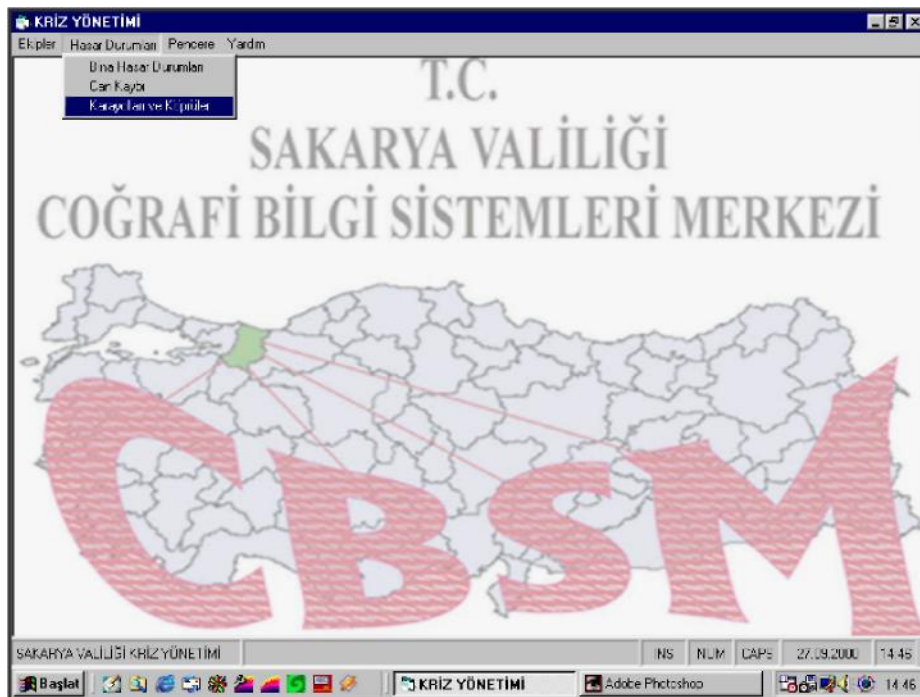 KRİZ YÖNETİMİ
Ekipler Hasar Durumları Pencere Yardım
Bina Hasar Durumları
Can Kaybı
Karayolları ve Köprüler
T.C.
SAKARYA VALİLİĞİ
COĞRAFİ BİLGİ SİSTEMLERİ MERKEZİ
CBSM
SAKARYA VALİLİĞİ KRİZ YÖNETİMİ INS NUM CAPS 27.09.2000 14:46
Başlat KRİZ YÖNETİMİ Adobe Photoshop 14:46